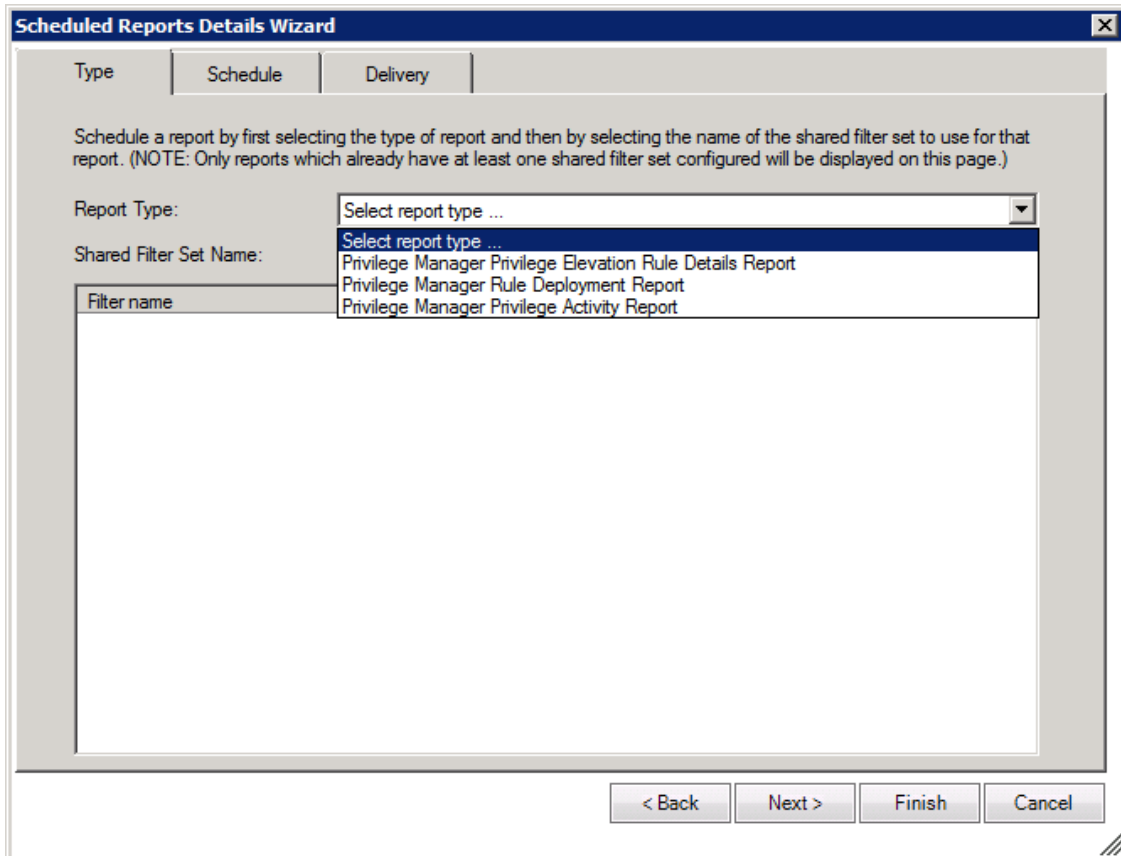 Scheduled Reports Details Wizard
Type Schedule Delivery
Schedule a report by first selecting the type of report and then by selecting the name of the shared filter set to use for that
report. (NOTE: Only reports which already have at least one shared filter set configured will be displayed on this page.)
Report Type: Select report type ...
Select report type ...
Shared Filter Set Name:
Privilege Manager Privilege Elevation Rule Details Report
Privilege Manager Rule Deployment Report
Filter name
Privilege Manager Privilege Activity Report
< Back Next > Finish Cancel